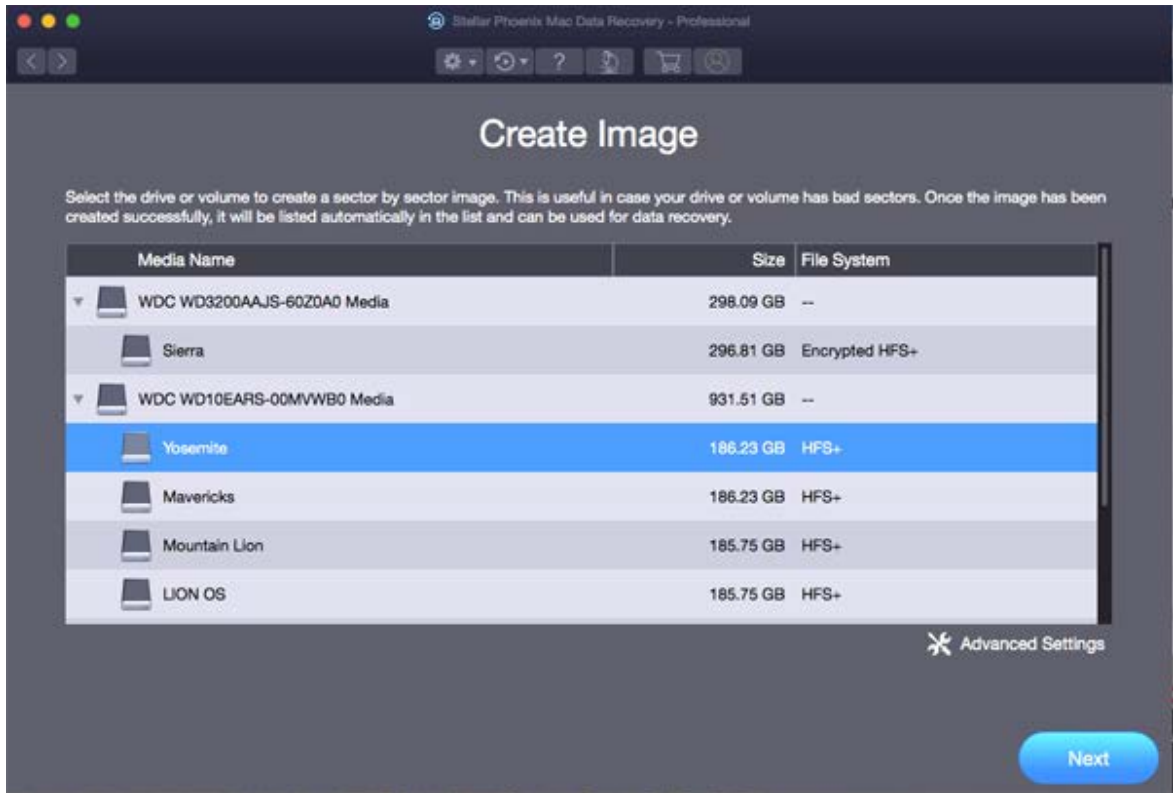 Stellar Phoenix Mac Data Recovery - Professional
?
Create Image
Select the drive or volume to create a sector by sector image. This is useful in case your drive or volume has bad sectors. Once the image has been
created successfully, it will be listed automatically in the list and can be used for data recovery.
Media Name Size File System
WDC WD3200AAJS-60Z0A0 Media 298.09 GB --
Sierra 296.81 GB Encrypted HFS+
WDC WD10EARS-00MVWB0 Media 931.51 GB --
Yosemite 186.23 GB HFS+
Mavericks 186.23 GB HFS+
Mountain Lion 185.75 GB HFS+
LION OS 185.75 GB HFS+
Advanced Settings
Next